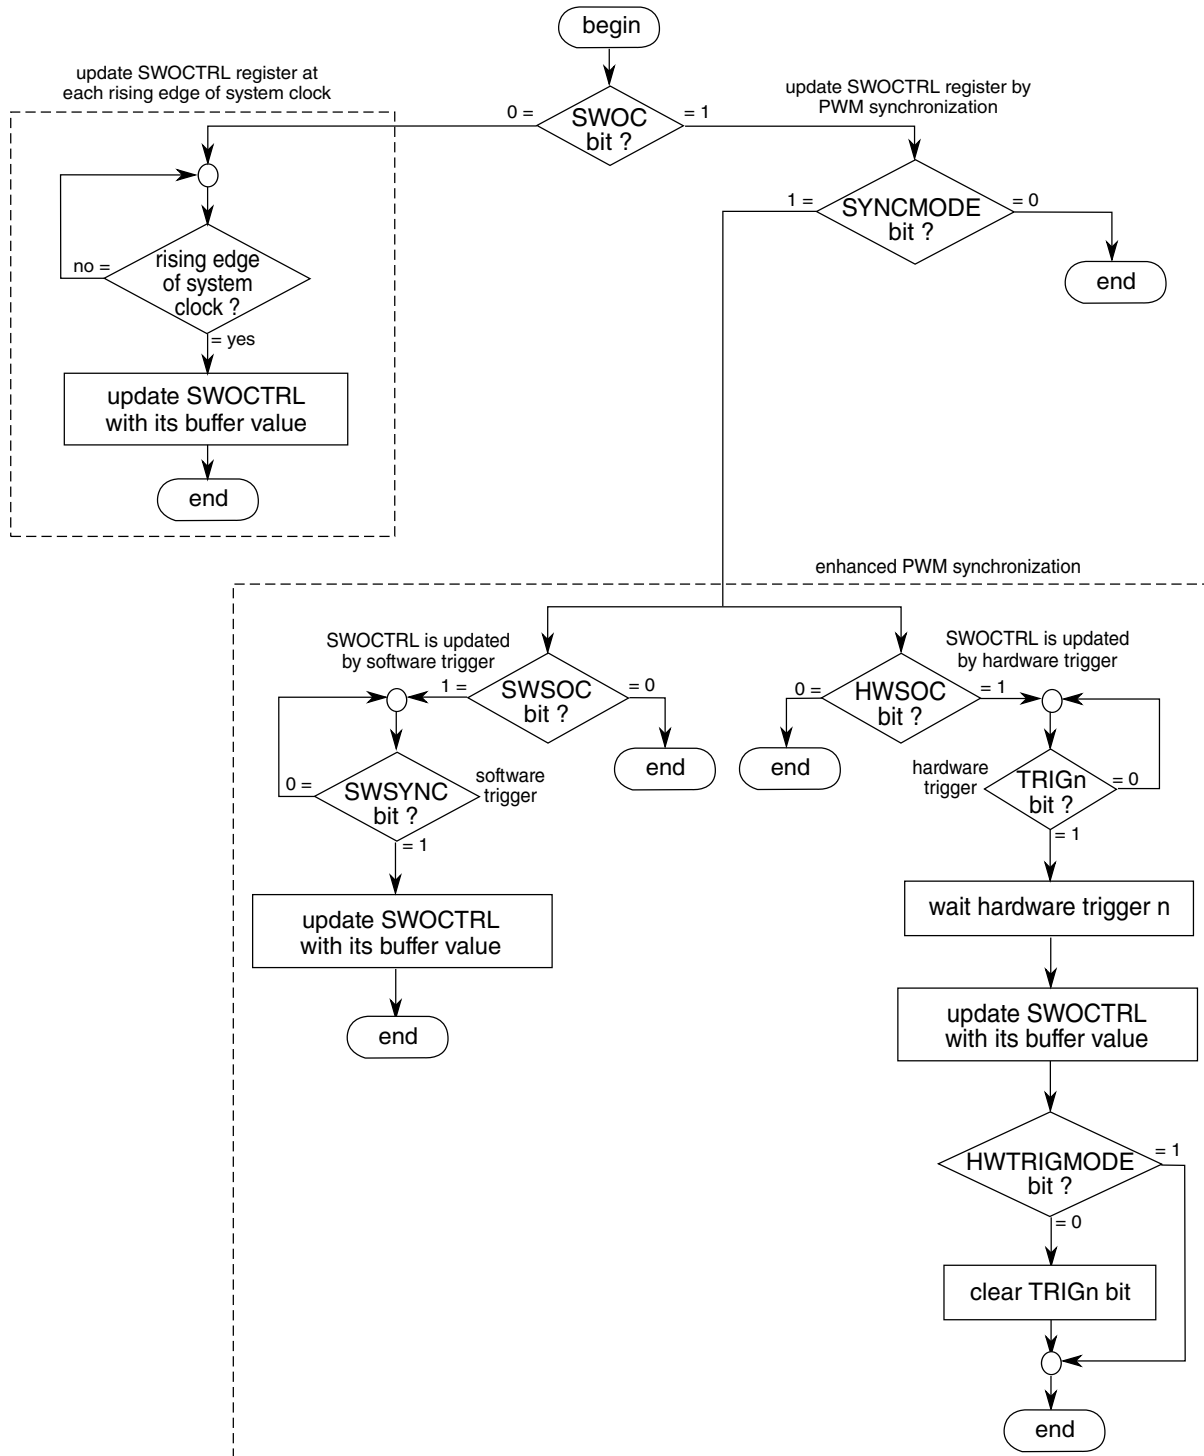 begin
update SWOCTRL register at
each rising edge of system clock
update SWOCTRL register by
PWM synchronization
0 =
SWOC
bit ?
= 1
1 =
SYNCMODE
bit ?
= 0
end
no =
rising edge
of system
clock ?
= yes
update SWOCTRL
with its buffer value
end
enhanced PWM synchronization
SWOCTRL is updated
by software trigger
1 =
SWSOC
bit ?
= 0
end
0 =
SWSYNC
bit ?
software
trigger
= 1
update SWOCTRL
with its buffer value
end
SWOCTRL is updated
by hardware trigger
0 =
HWSOC
bit ?
= 1
end
hardware
trigger
TRIGn
bit ?
= 0
= 1
wait hardware trigger n
update SWOCTRL
with its buffer value
HWTRIGMODE
bit ?
= 1
= 0
clear TRIGn bit
end